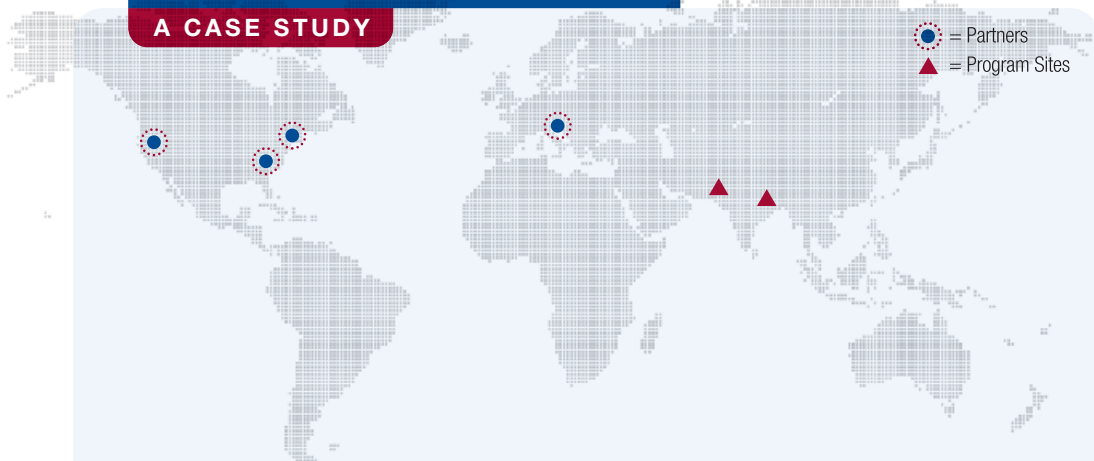 A CASE STUDY
= Partners
= Program Sites